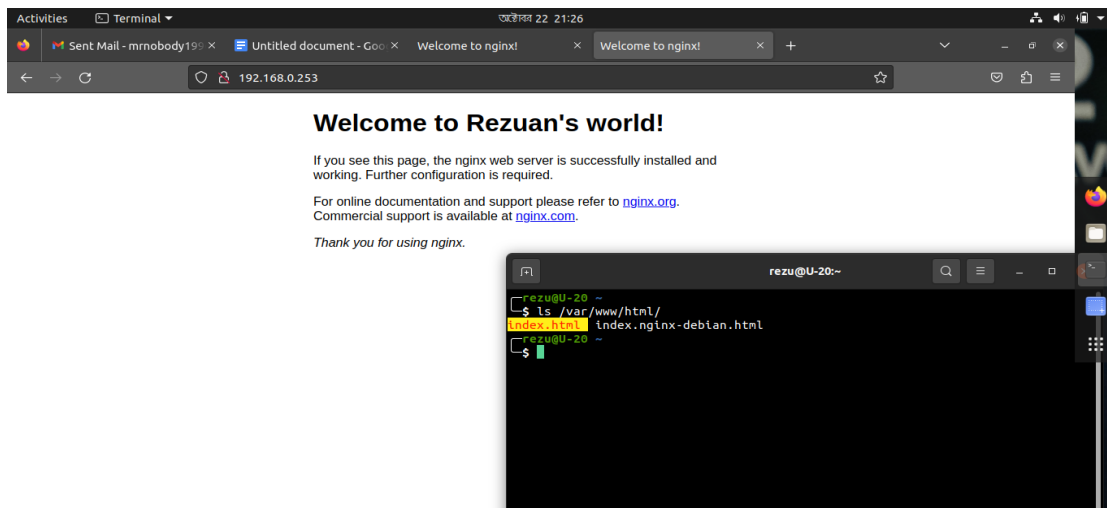 Activities Terminal
অক্টোবর 22 21:26
Sent Mail - mrnobody199
Untitled document - Goo
Welcome to nginx!
Welcome to nginx!
192.168.0.253
Welcome to Rezuan's world!
If you see this page, the nginx web server is successfully installed and
working. Further configuration is required.
For online documentation and support please refer to nginx.org.
Commercial support is available at nginx.com.
Thank you for using nginx.
rezu@U-20:~
rezu@U-20 ~
$ ls /var/www/html/
index.html index.nginx-debian.html
rezu@U-20 ~
$